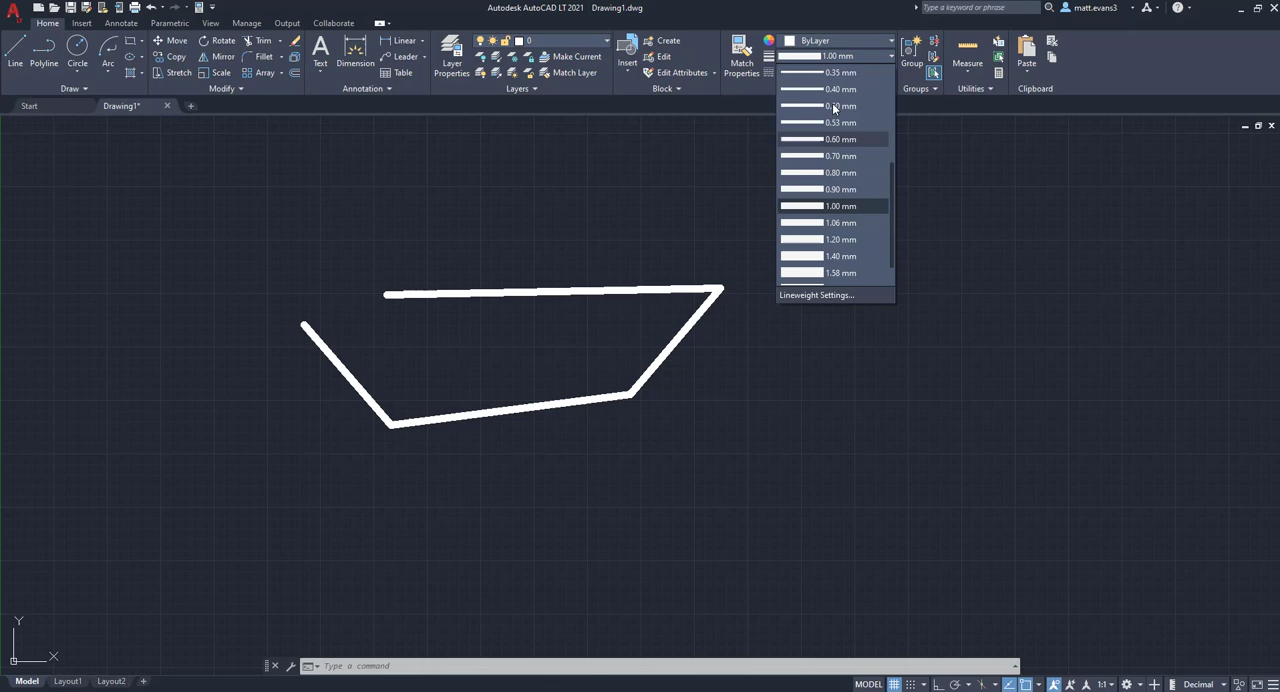 Autodesk AutoCAD LT 2021 Drawing1.dwg
Type a keyword or phrase
matt.evans3
Home Insert Annotate Parametric View Manage Output Collaborate
Line Polyline Circle Arc
Move Rotate Trim
Copy Mirror Fillet
Stretch Scale Array
Text Dimension
Linear
Leader
Table
Layer Properties
0
Make Current
Match Layer
Insert
Create
Edit
Edit Attributes
Match Properties
ByLayer
1.00 mm
Group
Measure
Paste
Draw Modify Annotation Layers Block Groups Utilities Clipboard
Start Drawing1*
0.35 mm
0.40 mm
0.53 mm
0.60 mm
0.70 mm
0.80 mm
0.90 mm
1.00 mm
1.06 mm
1.20 mm
1.40 mm
1.58 mm
Lineweight Settings...
Y
X
Type a command
Model Layout1 Layout2
MODEL
1:1
Decimal